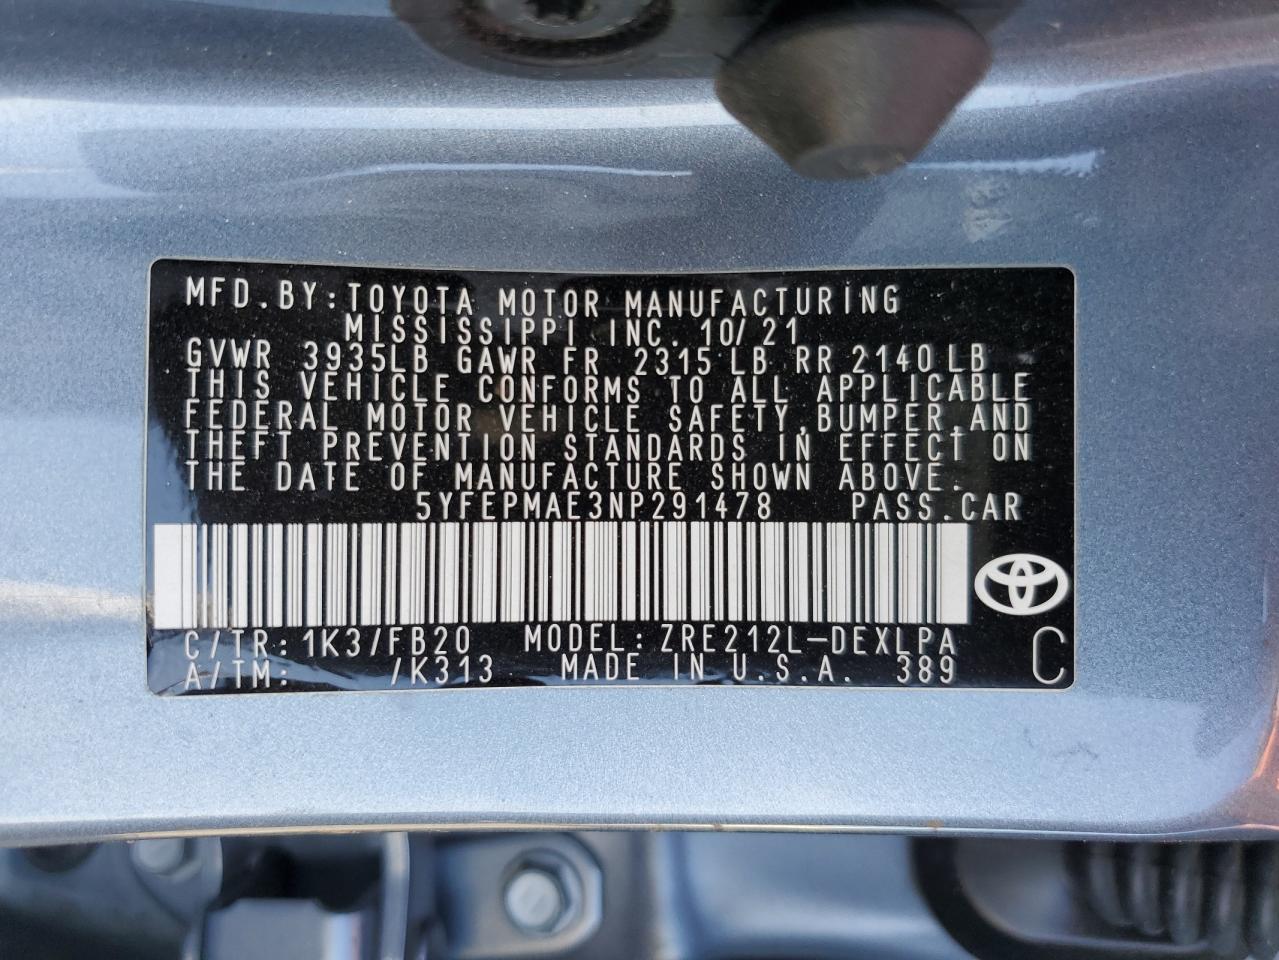 MFD.BY:TOYOTA MOTOR MANUFACTURING
MISSISSIPPI INC. 10/21
GVWR 3935LB GAWR FR 2315 LB RR 2140 LB
THIS VEHICLE CONFORMS TO ALL APPLICABLE
FEDERAL MOTOR VEHICLE SAFETY,BUMPER,AND
THEFT PREVENTION STANDARDS IN EFFECT ON
THE DATE OF MANUFACTURE SHOWN ABOVE.
5YFEPMAE3NP291478 PASS.CAR
C/TR: 1K3/FB20 MODEL: ZRE212L-DEXLPA
A/TM: /K313 MADE IN U.S.A. 389 C